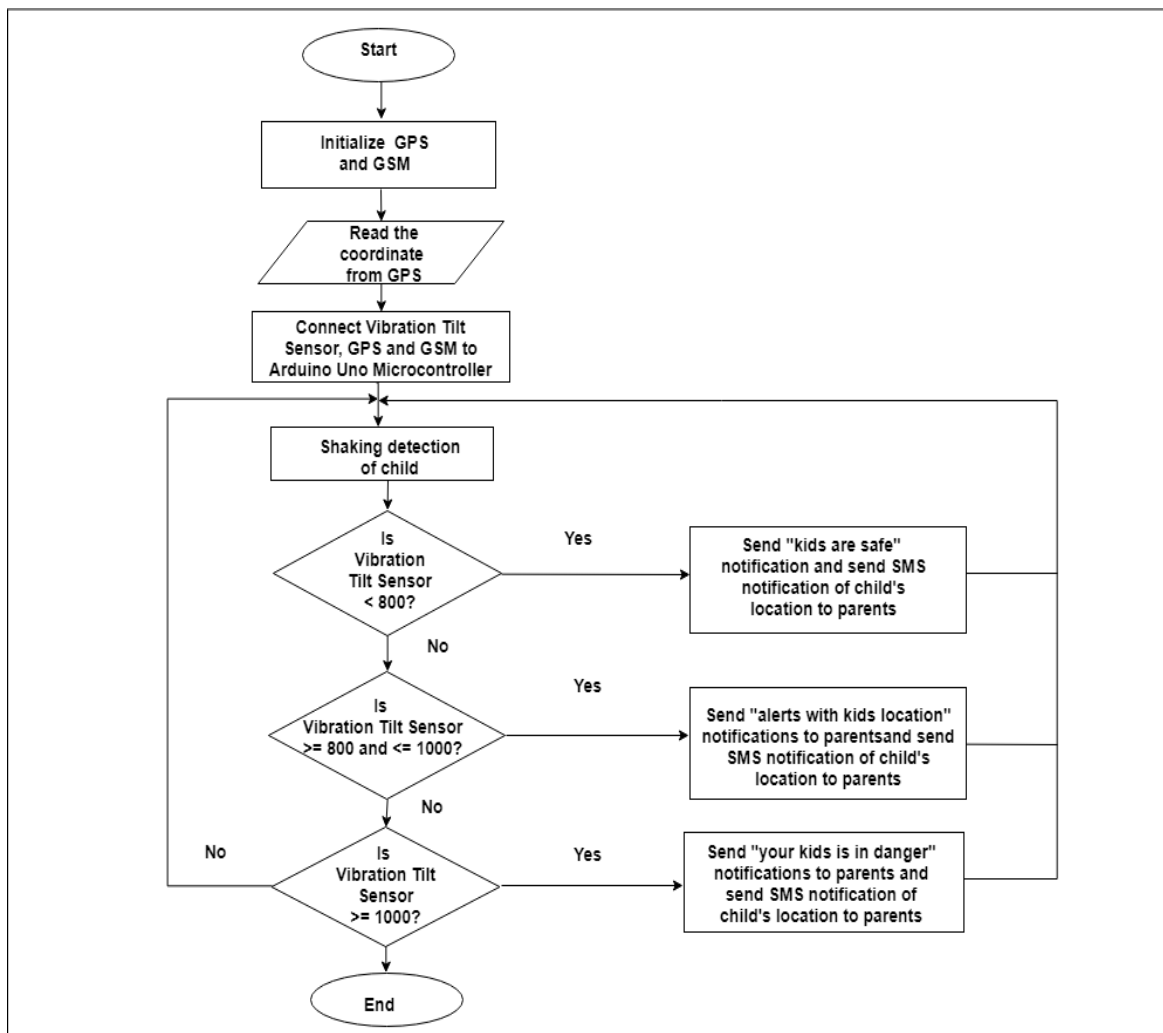 Start
Initialize GPS
and GSM
Read the
coordinate
from GPS
Connect Vibration Tilt
Sensor, GPS and GSM to
Arduino Uno Microcontroller
Shaking detection
of child
Is
Vibration
Tilt Sensor
< 800?
Yes
Send "kids are safe"
notification and send SMS
notification of child's
location to parents
No
Is
Vibration Tilt Sensor
>= 800 and <= 1000?
Yes
Send "alerts with kids location"
notifications to parentsand send
SMS notification of child's
location to parents
No
Is
Vibration Tilt
Sensor
>= 1000?
No
Yes
Send "your kids is in danger"
notifications to parents and
send SMS notification of
child's location to parents
End